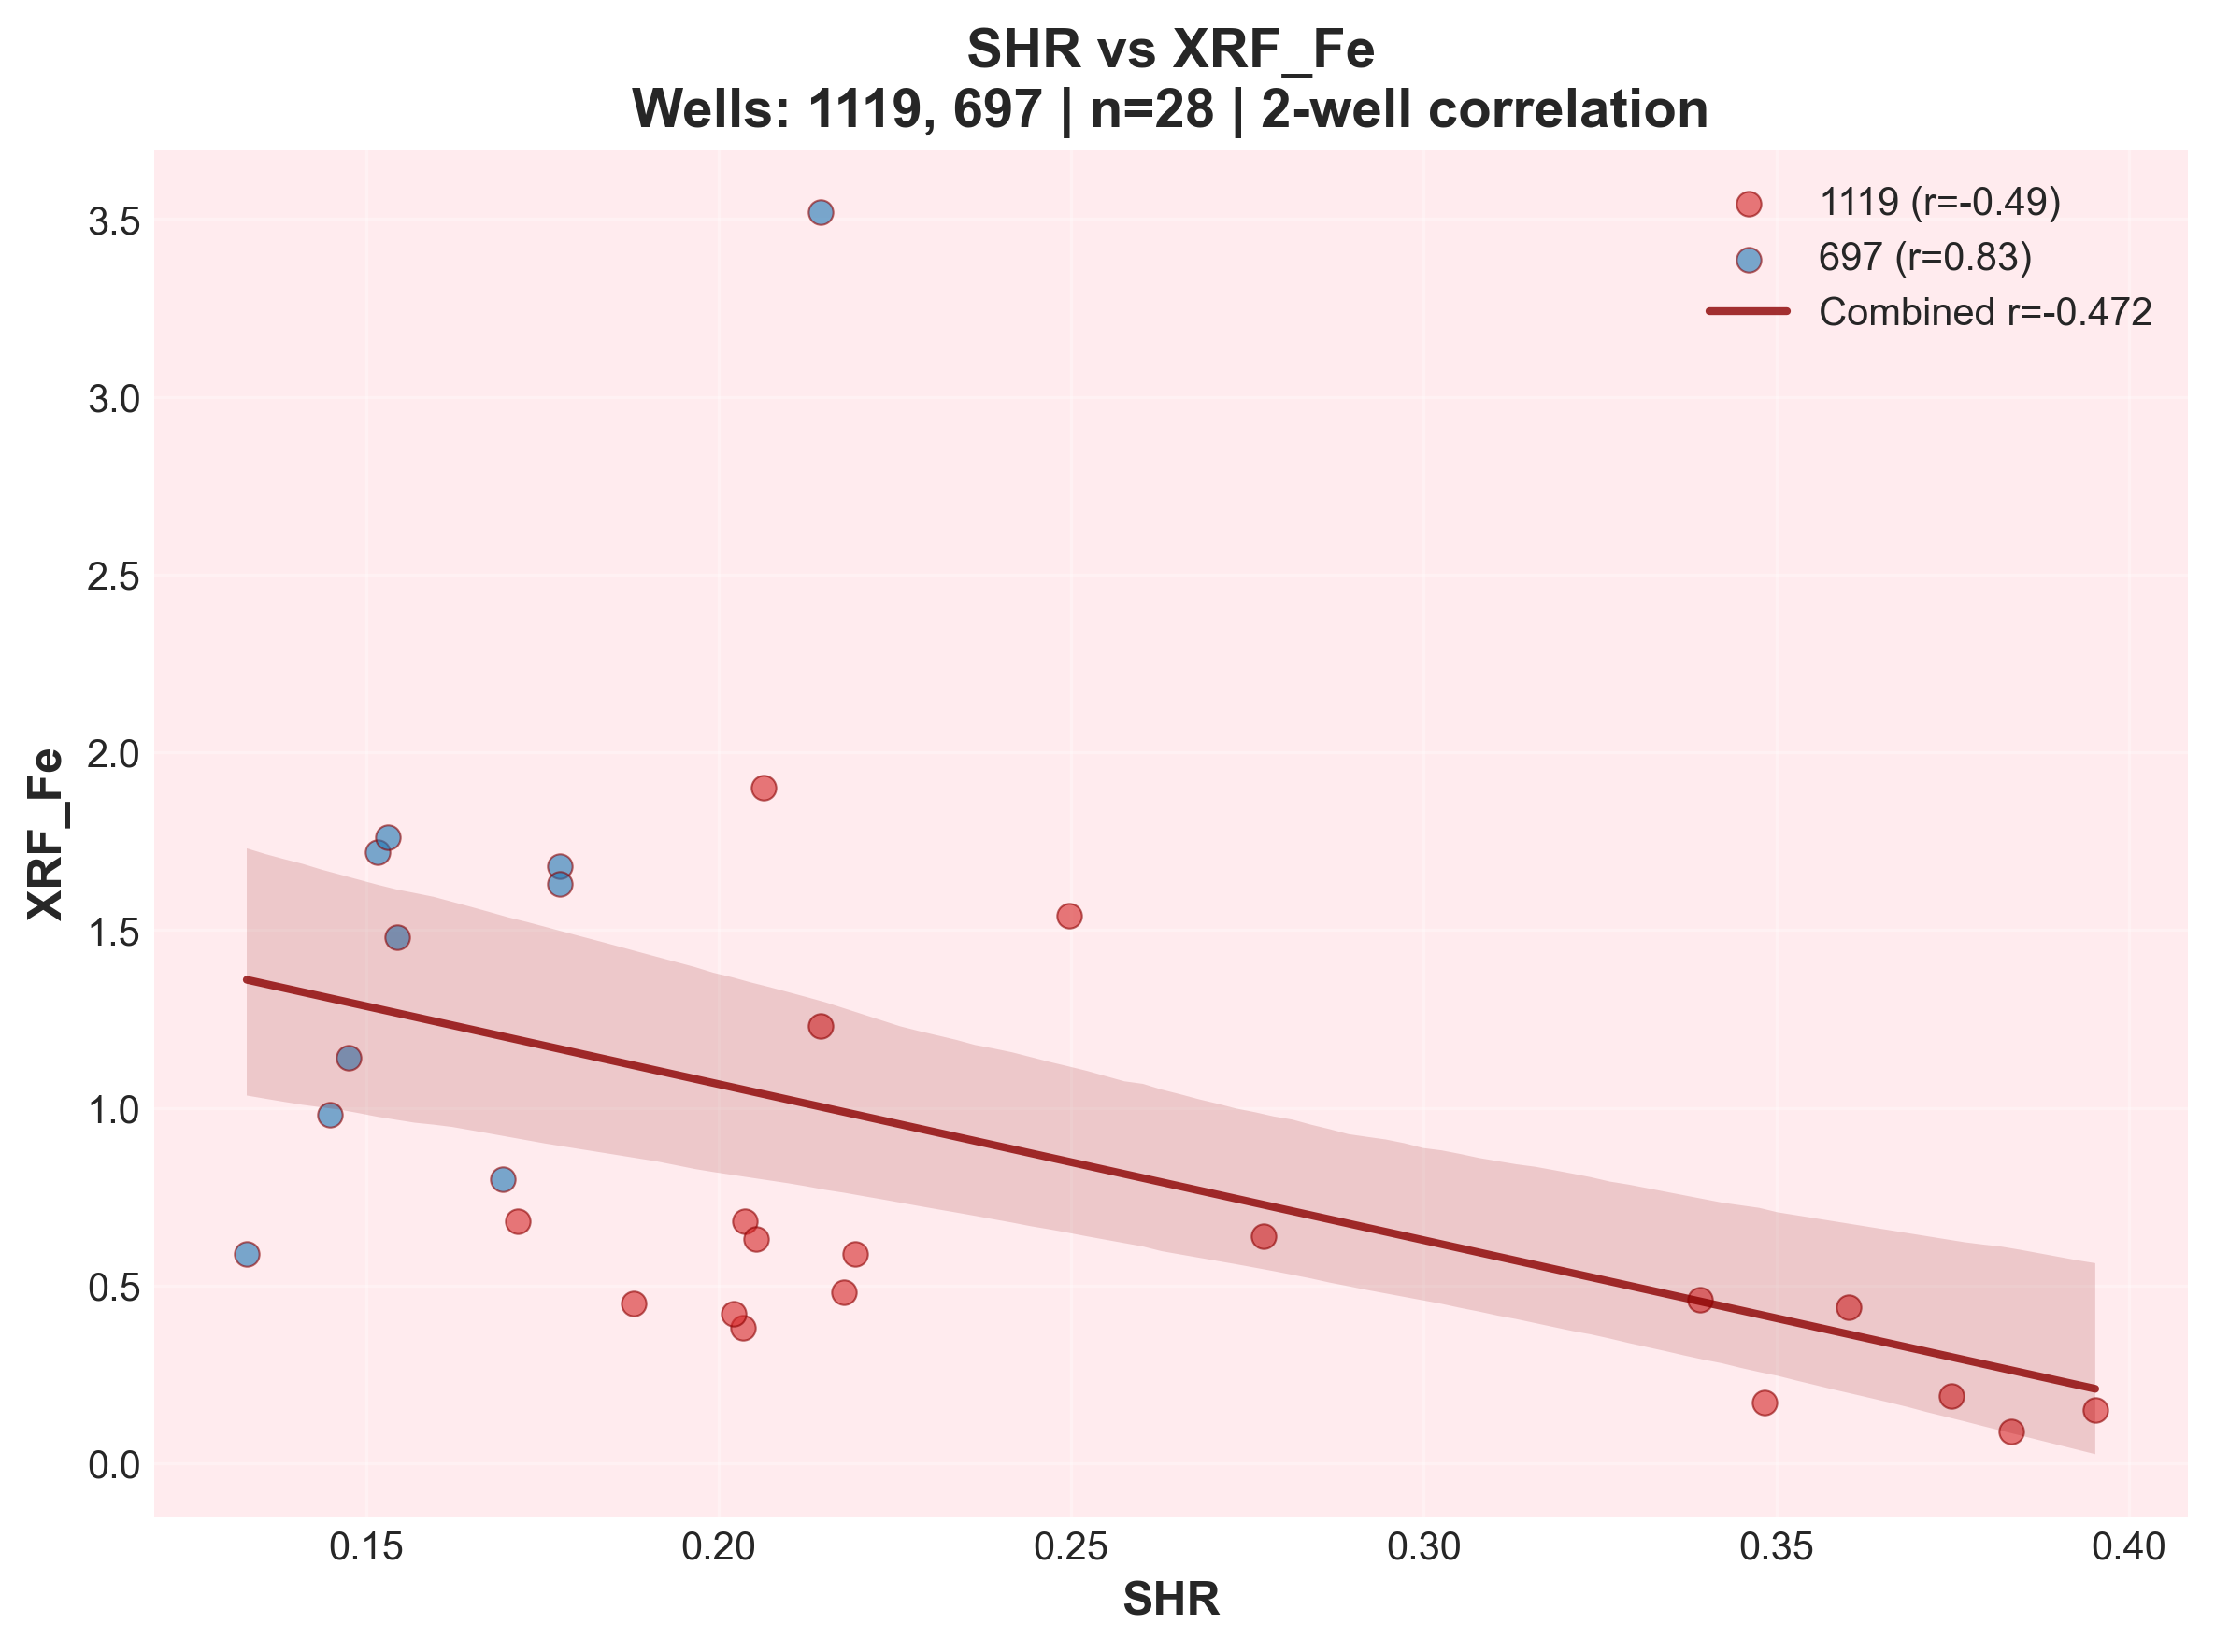 SHR vs XRF_Fe
Wells: 1119, 697 | n=28 | 2-well correlation
1119 (r=-0.49)
697 (r=0.83)
Combined r=-0.472
3.5
3.0
2.5
2.0
1.5
1.0
0.5
0.0
XRF_Fe
0.15 0.20 0.25 0.30 0.35 0.40
SHR